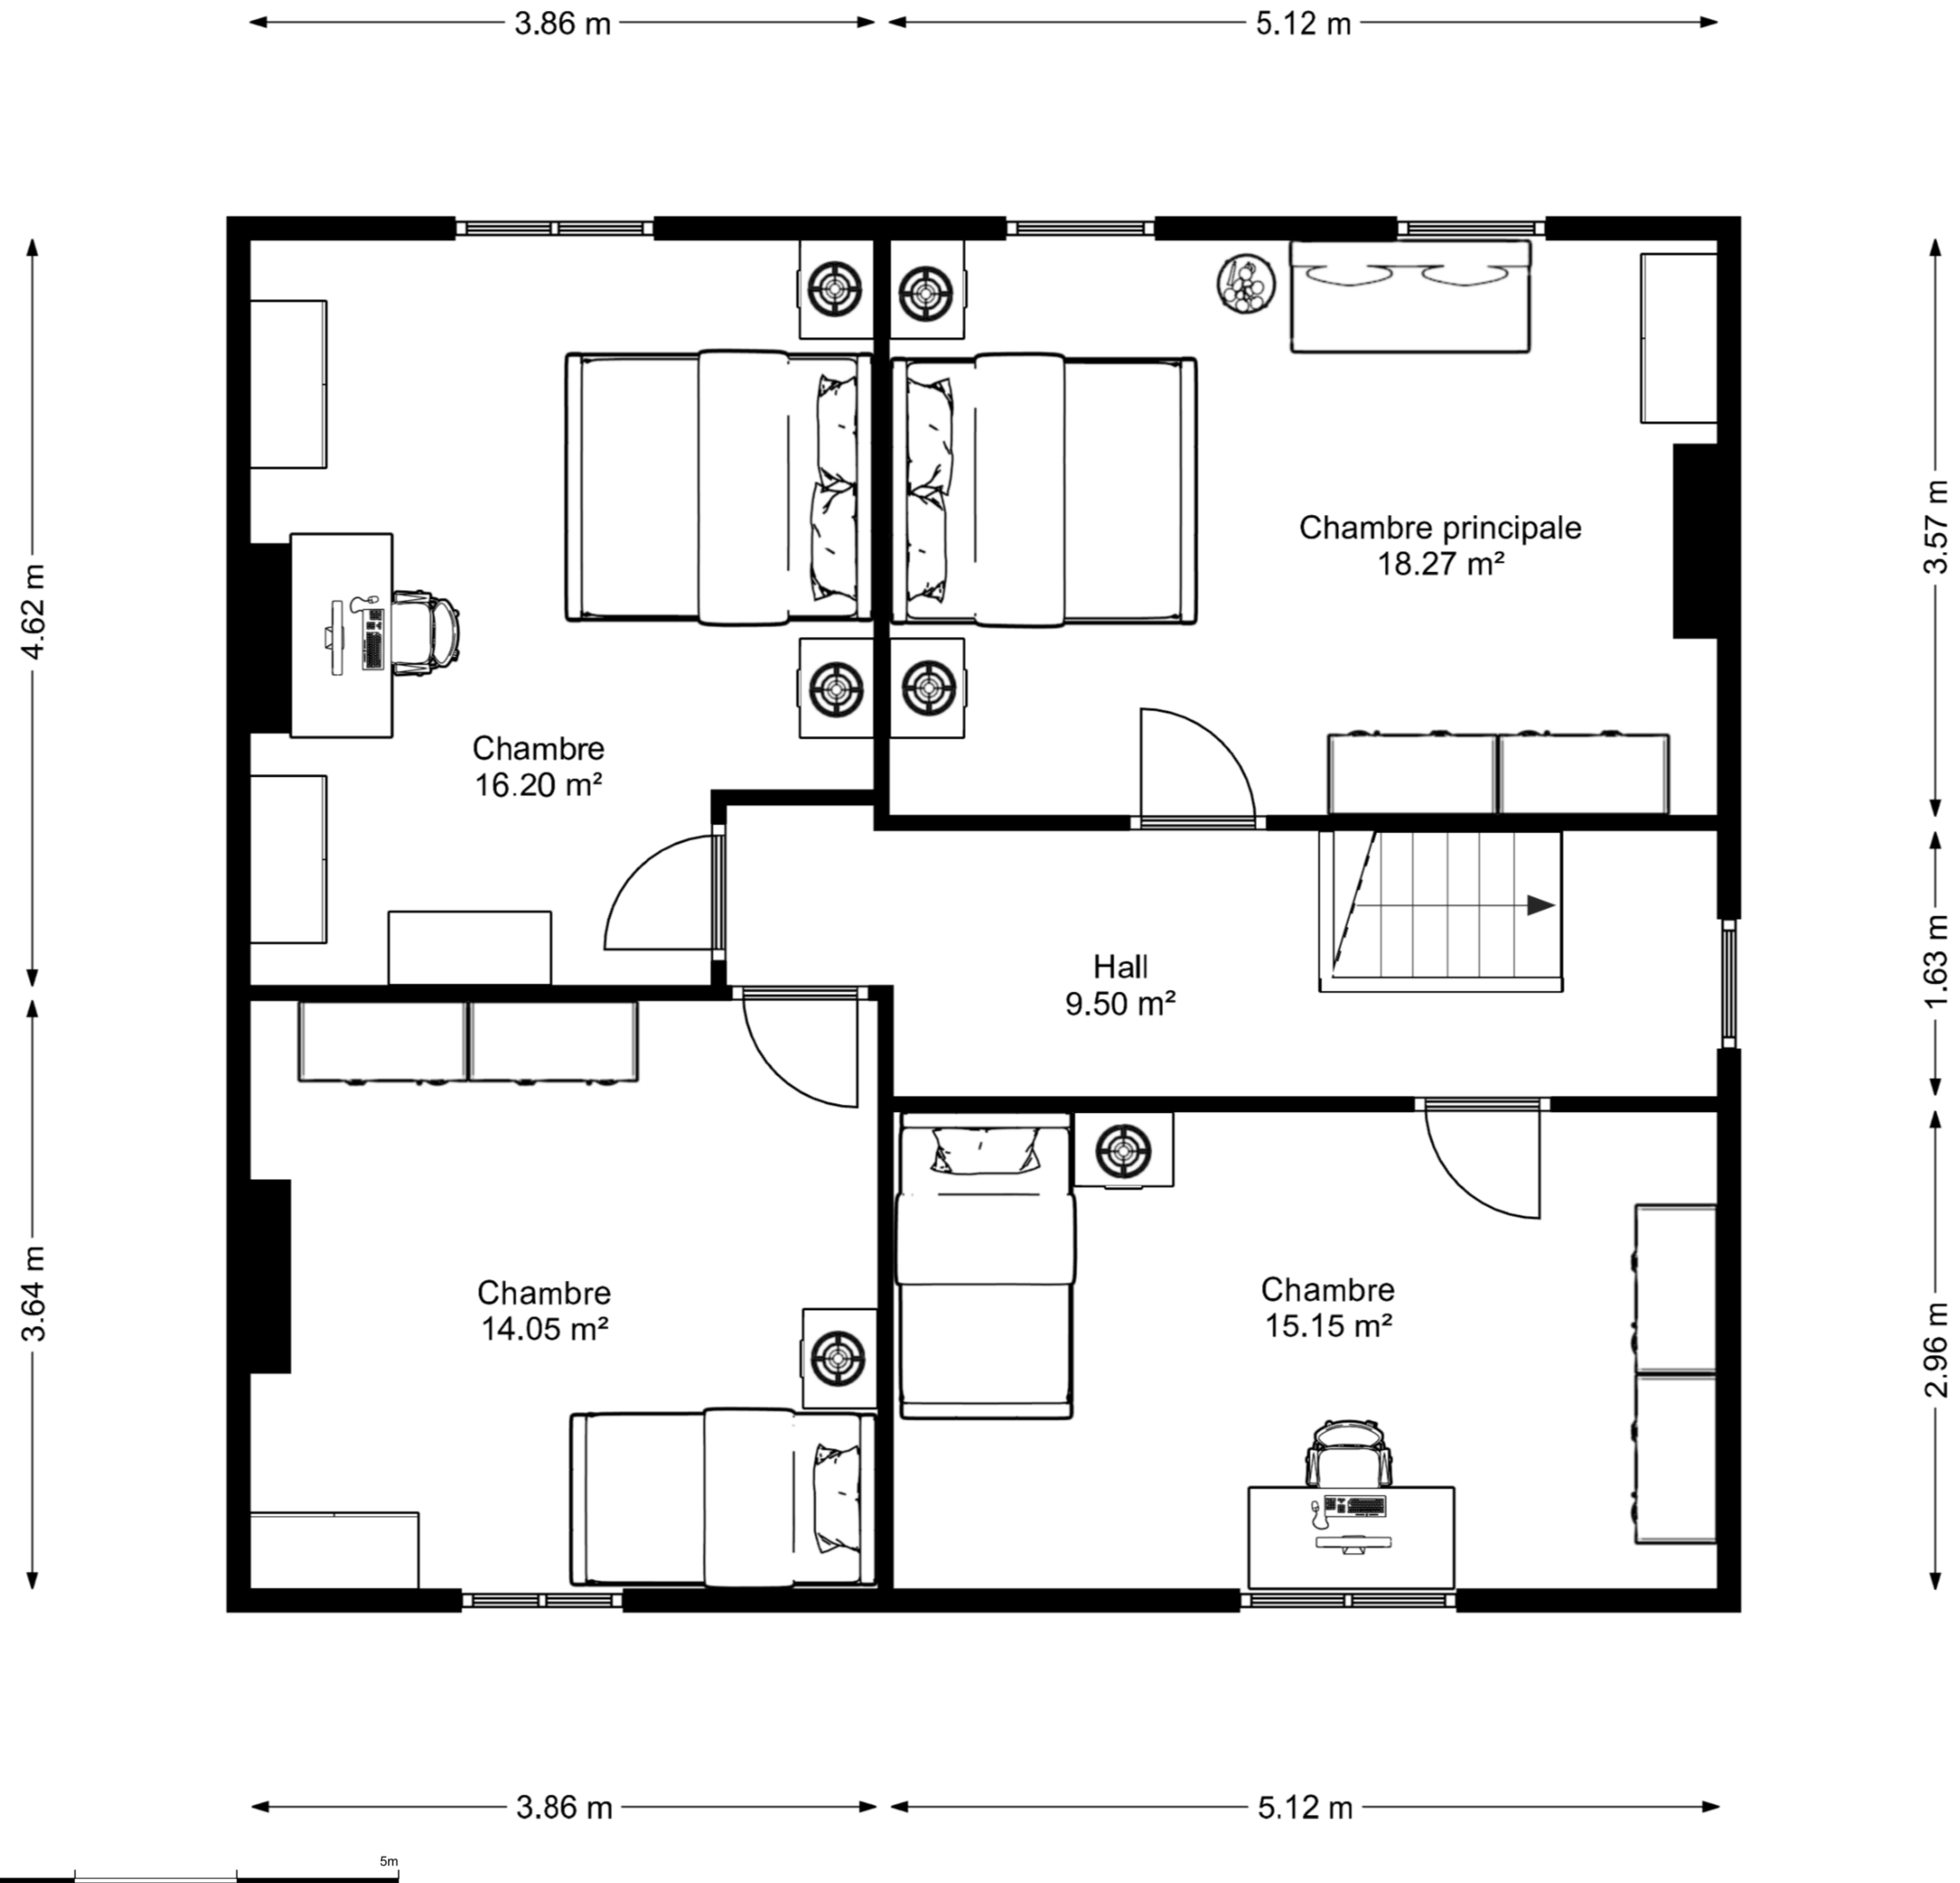 3.86 m
5.12 m
4.62 m
3.57 m
Chambre principale
18.27 m²
Chambre
16.20 m²
1.63 m
Hall
9.50 m²
3.64 m
2.96 m
Chambre
14.05 m²
Chambre
15.15 m²
3.86 m
5.12 m
5m